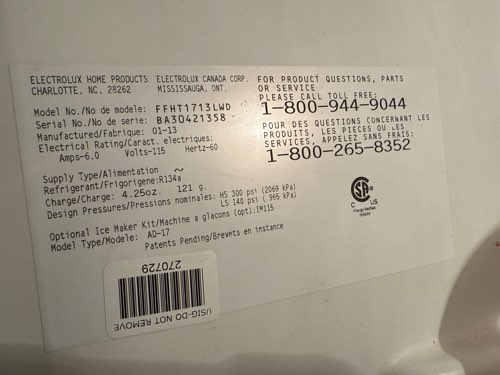 ELECTROLUX HOME PRODUCTS
CHARLOTTE, NC, 28262
ELECTROLUX CANADA CORP.
MISSISSAUGA, ONT.
FOR PRODUCT QUESTIONS, PARTS
OR SERVICE
PLEASE CALL TOLL FREE:
1-800-944-9044
POUR DES QUESTIONS CONCERNANT LES
PRODUITS, LES PIECES OU LES
SERVICES, APPELEZ SANS FRAIS:
1-800-265-8352
Model No./No de modele: FFHT1713LWD
Serial No./No de serie: BA30421358
Manufactured/Fabrique: 01-13
Electrical Rating/Caract. electriques:
Amps-6.0 Volts-115 Hertz-60
Supply Type/Alimentation ~
Refrigerant/Frigorigene:R134a
Charge/Charge: 4.25oz. 121 g.
Design Pressures/Pressions nominales: HS 300 psi (2069 kPa)
LS 140 psi ( 965 kPa)
Optional Ice Maker Kit/Machine a glacons (opt):IM115
Model Type/Modele: AD-17
Patents Pending/Brevets en instance
CSA
C US
Energy Verified
USIG-DO NOT REMOVE
270729